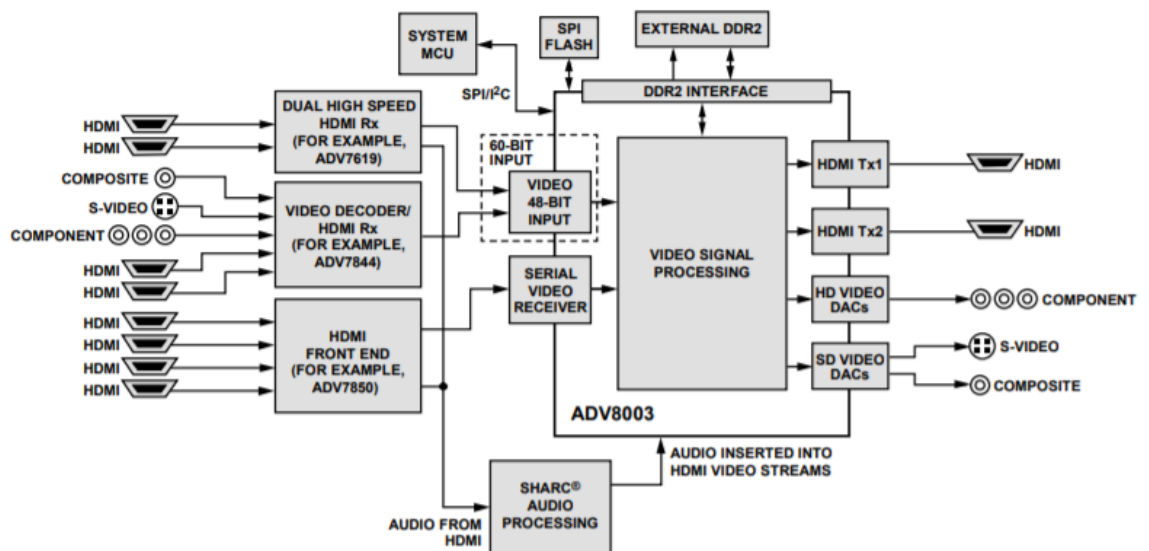 SYSTEM
MCU
SPI
FLASH
EXTERNAL DDR2
SPI/I²C
DDR2 INTERFACE
HDMI
HDMI
DUAL HIGH SPEED
HDMI Rx
(FOR EXAMPLE,
ADV7619)
60-BIT
INPUT
VIDEO
48-BIT
INPUT
COMPOSITE
S-VIDEO
COMPONENT
HDMI
HDMI
VIDEO DECODER/
HDMI Rx
(FOR EXAMPLE,
ADV7844)
SERIAL
VIDEO
RECEIVER
HDMI
HDMI
HDMI
HDMI
HDMI
FRONT END
(FOR EXAMPLE,
ADV7850)
VIDEO SIGNAL
PROCESSING
HDMI Tx1
HDMI
HDMI Tx2
HDMI
HD VIDEO
DACs
COMPONENT
SD VIDEO
DACs
S-VIDEO
COMPOSITE
ADV8003
AUDIO INSERTED INTO
HDMI VIDEO STREAMS
SHARC®
AUDIO
PROCESSING
AUDIO FROM
HDMI